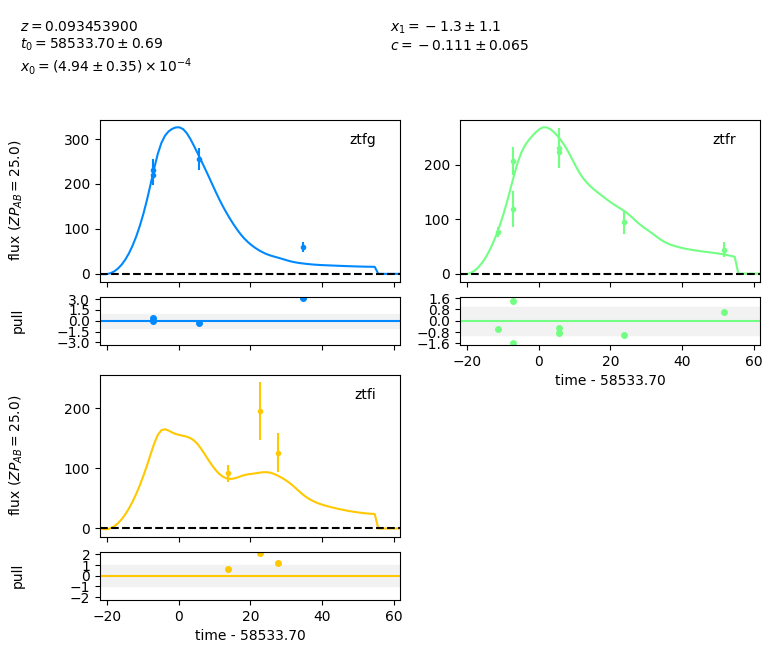 z = 0.093453900
t₀ = 58533.70 ± 0.69
x₀ = (4.94 ± 0.35) × 10⁻⁴
x₁ = −1.3 ± 1.1
c = −0.111 ± 0.065
ztfg
300
200
100
0
flux (ZP_AB = 25.0)
3.0
1.5
0.0
−1.5
−3.0
pull
ztfr
200
100
0
1.6
0.8
0.0
−0.8
−1.6
−20 0 20 40 60
time - 58533.70
ztfi
200
100
0
flux (ZP_AB = 25.0)
2
1
0
−1
−2
pull
−20 0 20 40 60
time - 58533.70